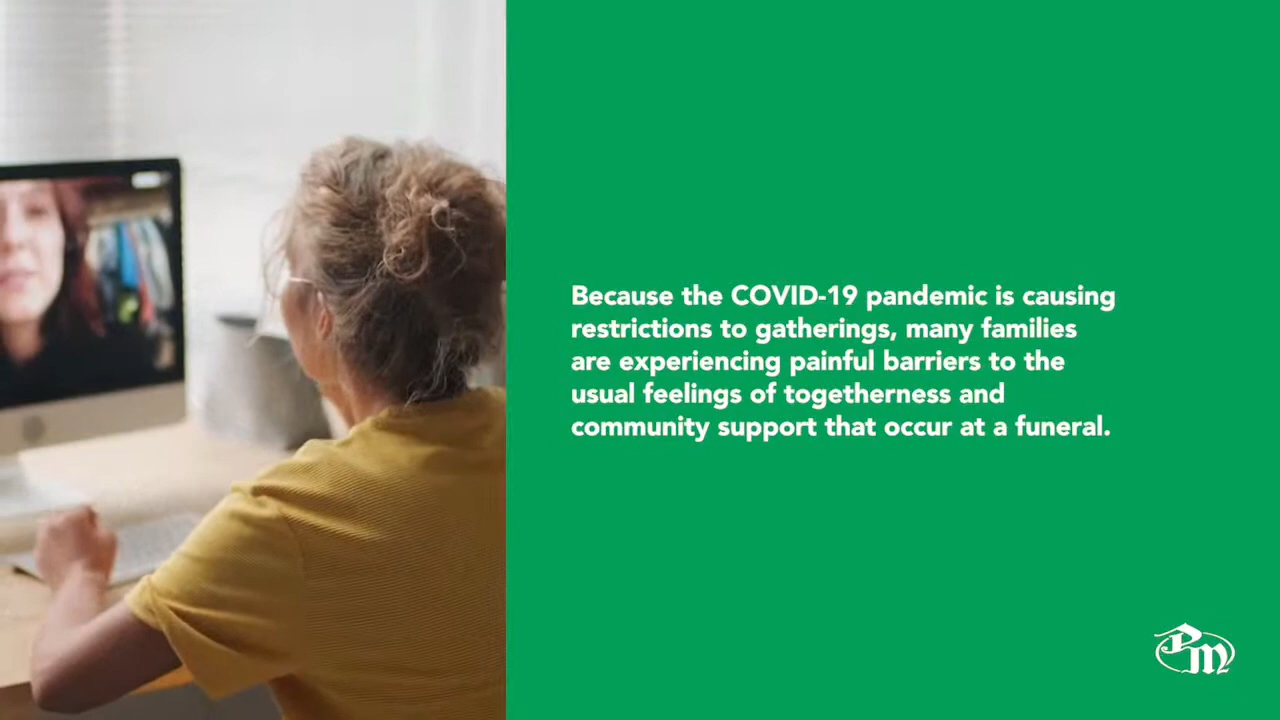 Because the COVID-19 pandemic is causing
restrictions to gatherings, many families
are experiencing painful barriers to the
usual feelings of togetherness and
community support that occur at a funeral.
PM